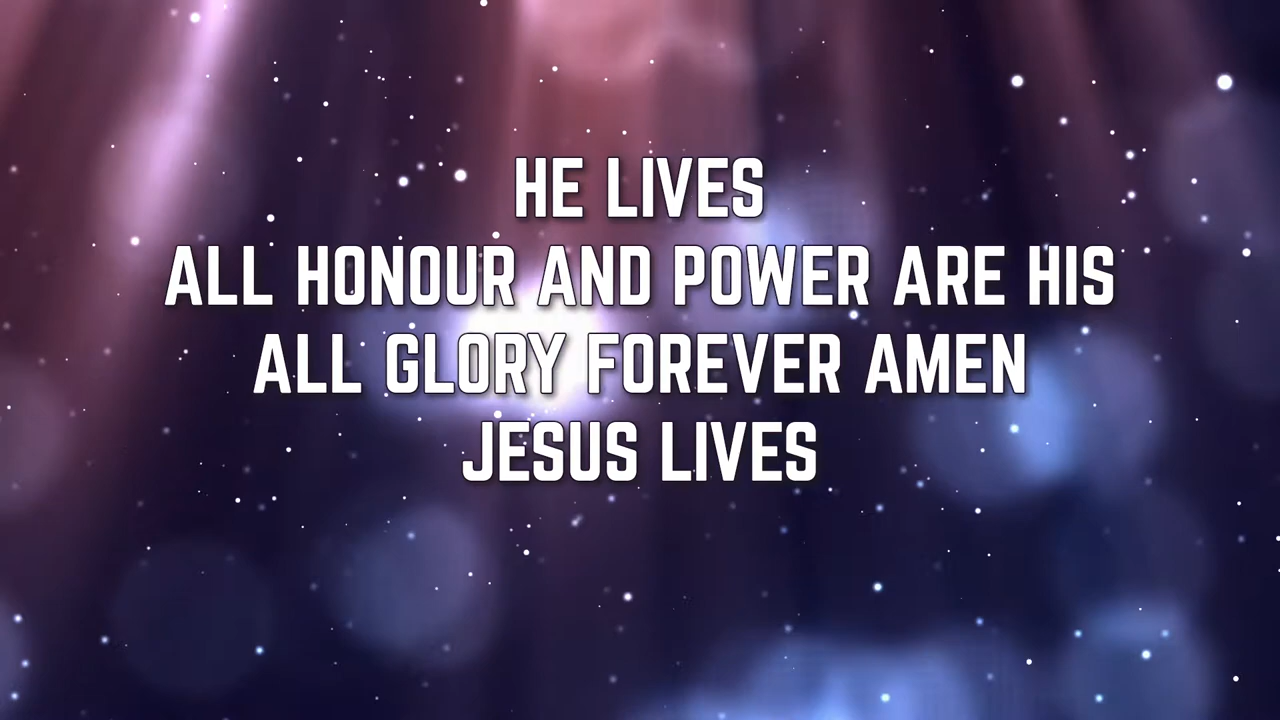 HE LIVES
ALL HONOUR AND POWER ARE HIS
ALL GLORY FOREVER AMEN
JESUS LIVES